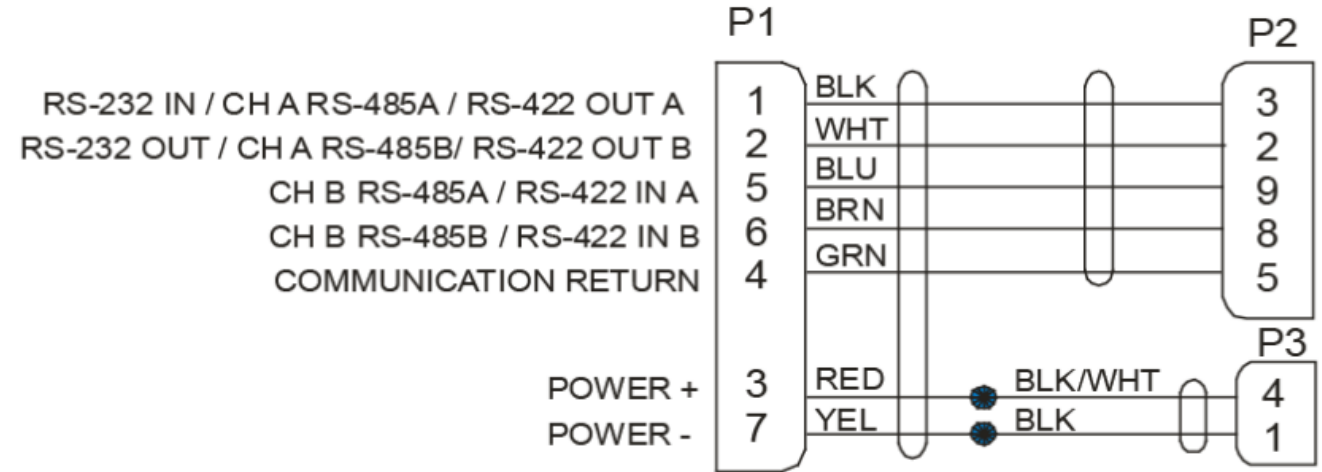 P1
P2
RS-232 IN / CH A RS-485A / RS-422 OUT A 1 BLK 3
RS-232 OUT / CH A RS-485B/ RS-422 OUT B 2 WHT 2
CH B RS-485A / RS-422 IN A 5 BLU 9
CH B RS-485B / RS-422 IN B 6 BRN 8
COMMUNICATION RETURN 4 GRN 5
P3
POWER + 3 RED BLK/WHT 4
POWER - 7 YEL BLK 1